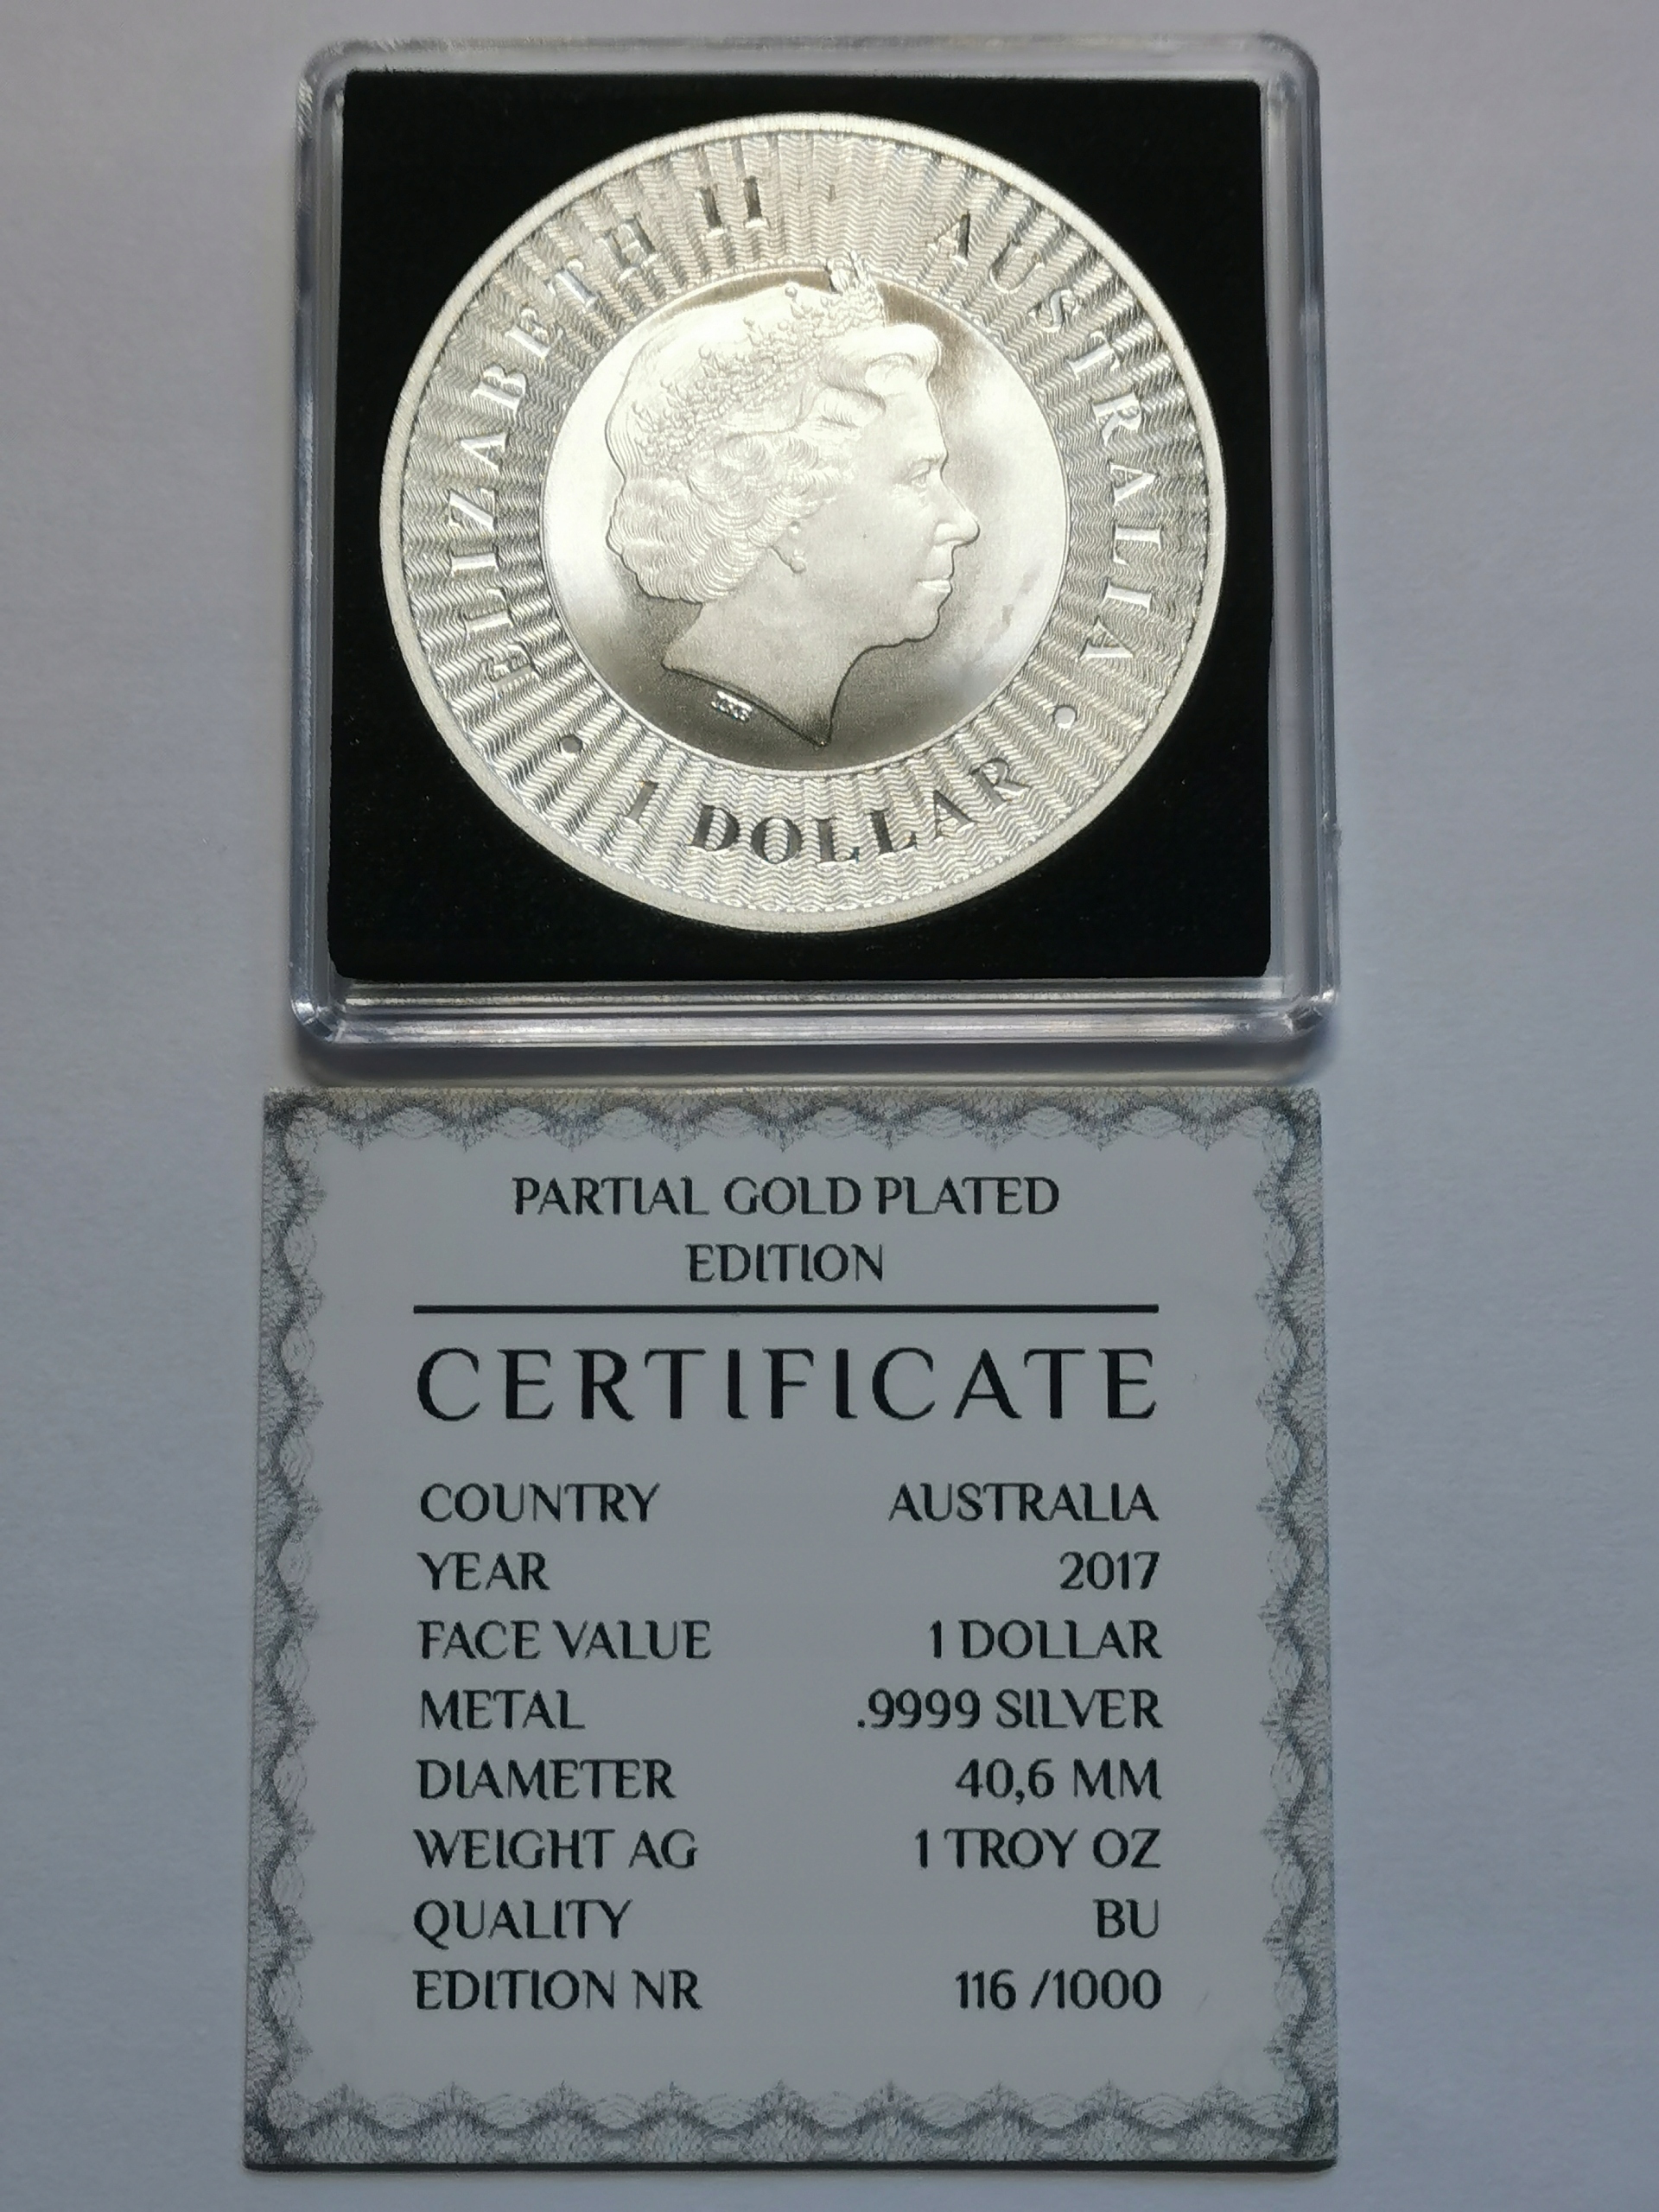 ELIZABETH II AUSTRALIA
• 1 DOLLAR •
IRB
PARTIAL GOLD PLATED
EDITION
CERTIFICATE
COUNTRY AUSTRALIA
YEAR 2017
FACE VALUE 1 DOLLAR
METAL .9999 SILVER
DIAMETER 40,6 MM
WEIGHT AG 1 TROY OZ
QUALITY BU
EDITION NR 116 /1000